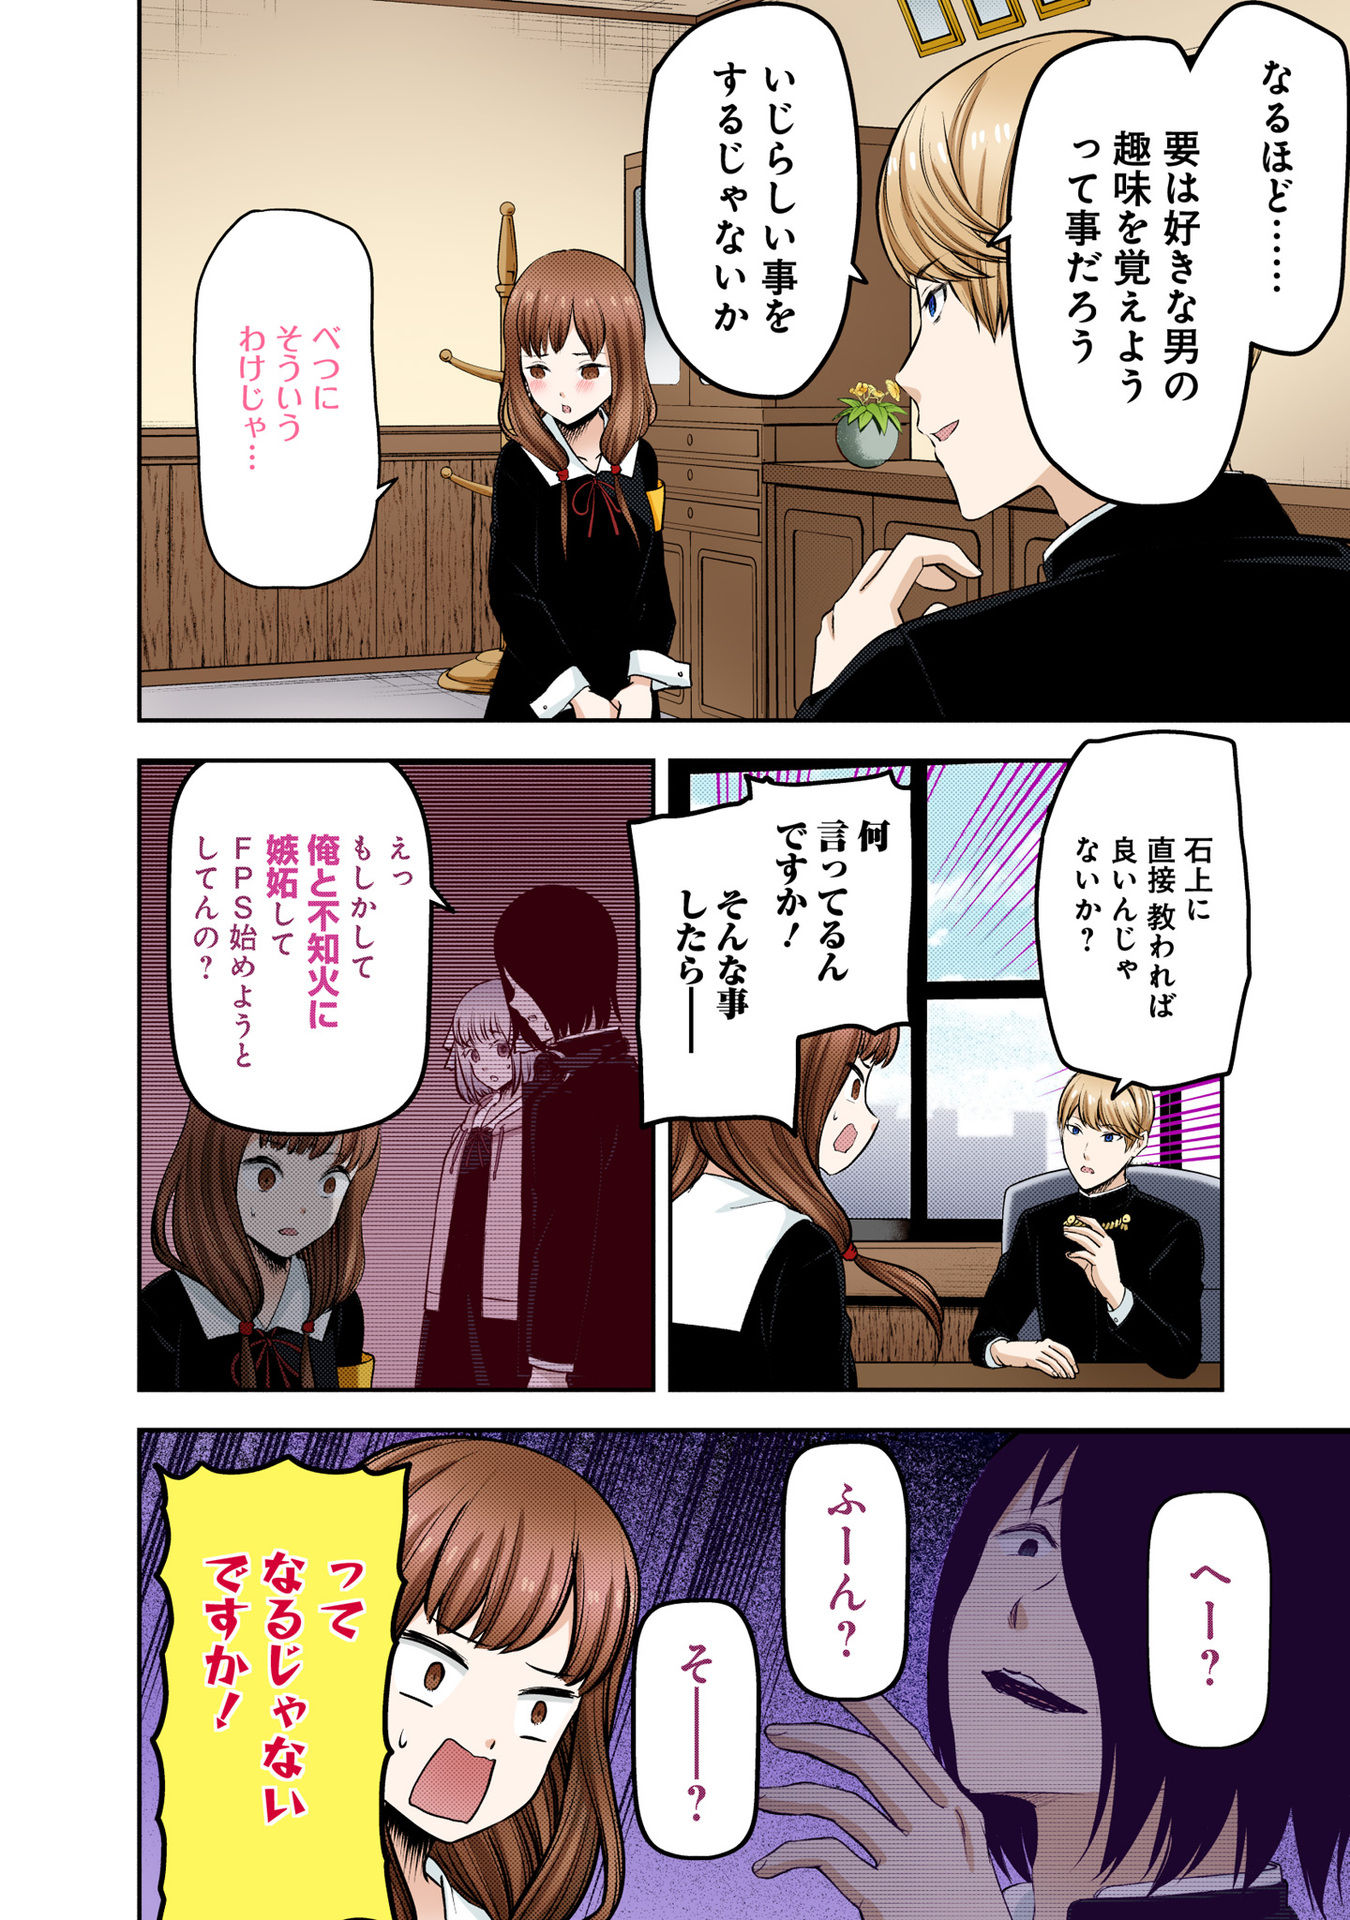 なるほど……
要は好きな男の
趣味を覚えよう
って事だろう
いじらしい事を
するじゃないか
べつに
そういう
わけじゃ…
石上に
直接 教われば
良いんじゃ
ないか？
何
言ってるん
ですか！
そんな事
したら――
えっ
もしかして
俺と不知火に
嫉妬して
ＦＰＳ始めようと
してんの？
へー？
ふーん？
そ――？
って
なるじゃない
ですか！